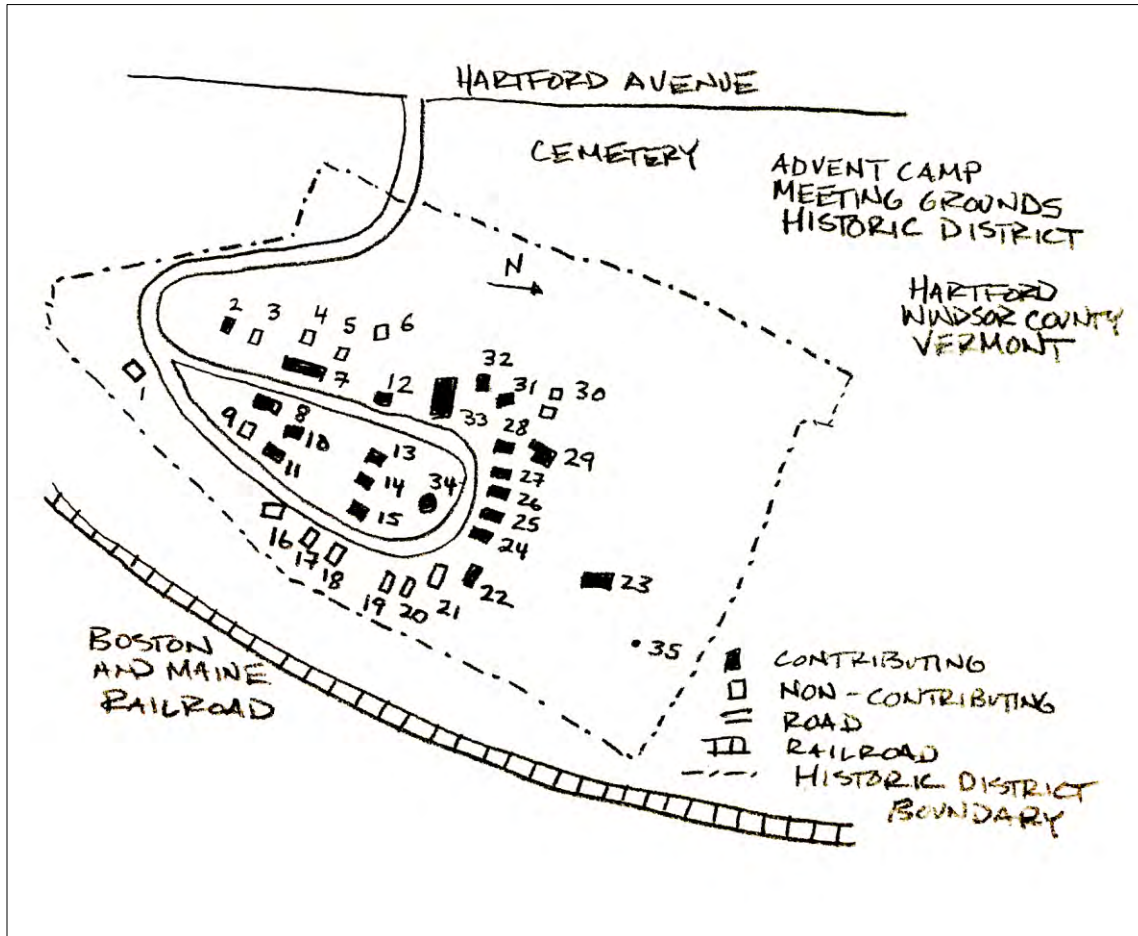 HARTFORD AVENUE
CEMETERY
ADVENT CAMP
MEETING GROUNDS
HISTORIC DISTRICT
N
HARTFORD
WINDSOR COUNTY
VERMONT
2
3
4
5
6
7
32
31
30
12
33
1
8
9
10
28
29
11
13
27
14
34
26
15
25
16
24
17
18
19
20
21
22
23
35
BOSTON
AND MAINE
RAILROAD
CONTRIBUTING
NON-CONTRIBUTING
ROAD
RAILROAD
HISTORIC DISTRICT
BOUNDARY